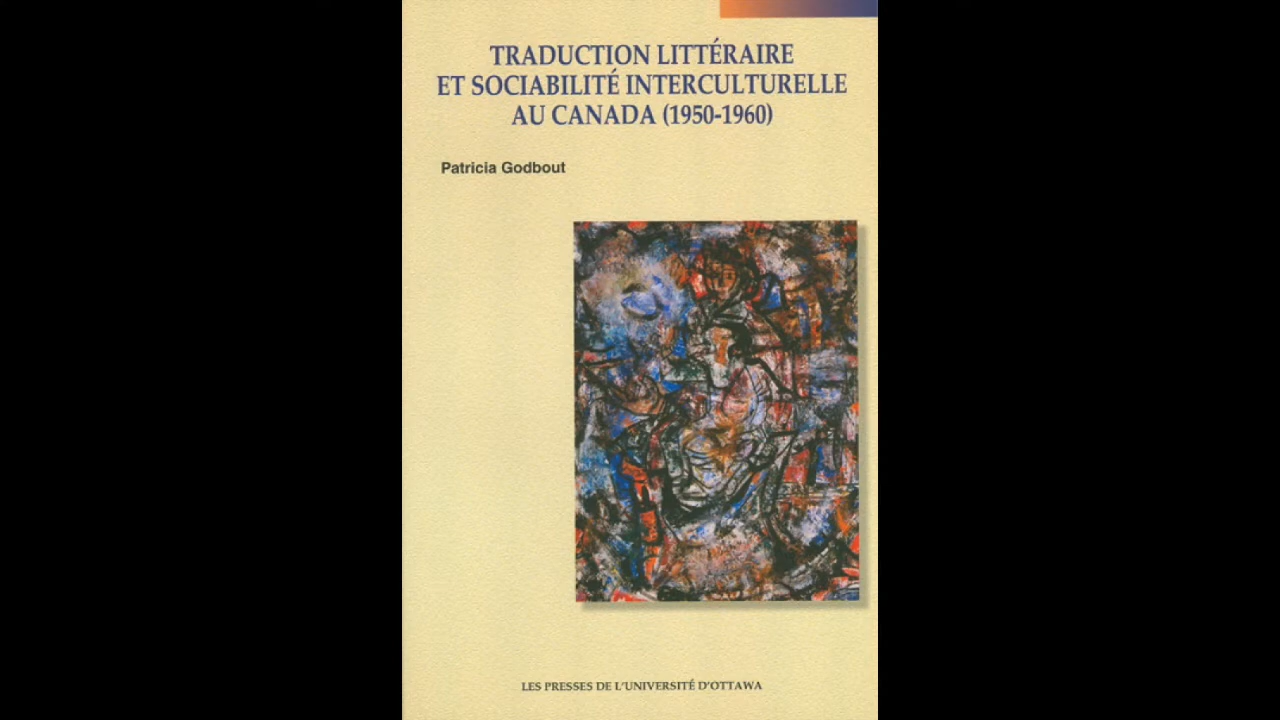 TRADUCTION LITTÉRAIRE
ET SOCIABILITÉ INTERCULTURELLE
AU CANADA (1950-1960)
Patricia Godbout
LES PRESSES DE L'UNIVERSITÉ D'OTTAWA